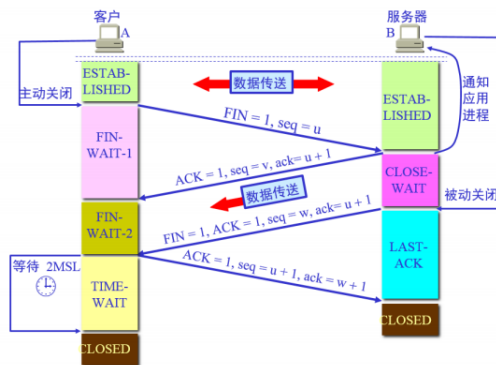 客户
A
服务器
B
主动关闭
ESTAB-
LISHED
数据传送
ESTAB-
LISHED
通知
应用
进程
FIN = 1, seq = u
FIN-
WAIT-1
ACK = 1, seq = v, ack= u + 1
CLOSE-
WAIT
数据传送
被动关闭
FIN = 1, ACK = 1, seq = w, ack= u + 1
FIN-
WAIT-2
LAST-
ACK
ACK = 1, seq = u + 1, ack = w + 1
等待 2MSL
TIME-
WAIT
CLOSED
CLOSED